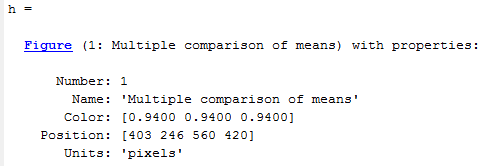 h =
Figure (1: Multiple comparison of means) with properties:
Number: 1
Name: 'Multiple comparison of means'
Color: [0.9400 0.9400 0.9400]
Position: [403 246 560 420]
Units: 'pixels'